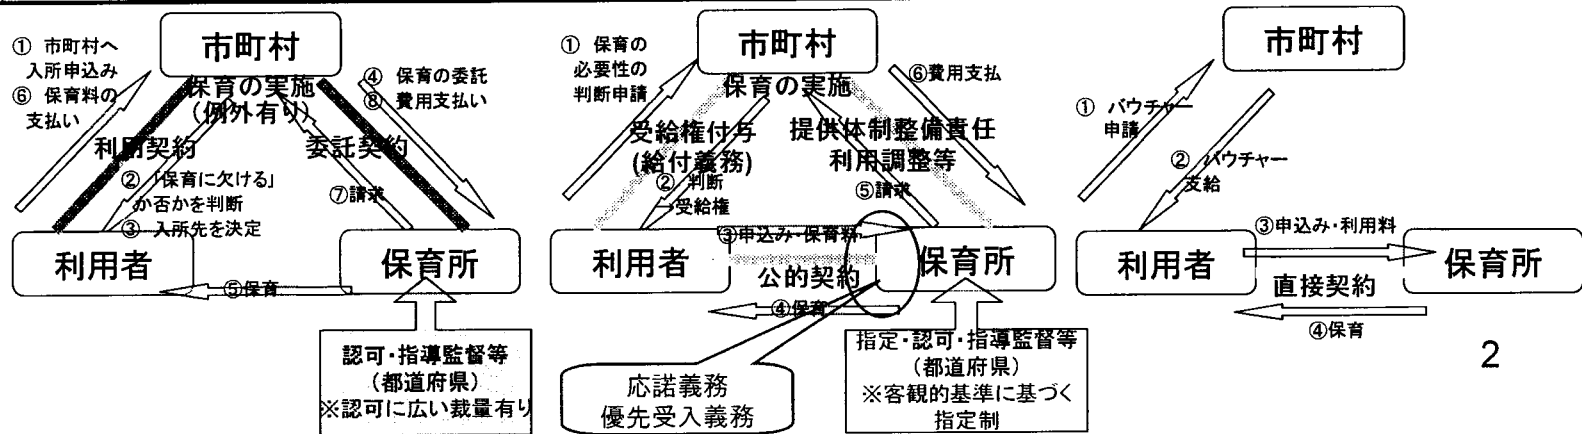 市町村
① 市町村へ
入所申込み
⑥ 保育料の
支払い
保育の実施
(例外有り)
④ 保育の委託
⑧ 費用支払い
利用契約
委託契約
② 「保育に欠ける」
か否かを判断
③ 入所先を決定
⑦請求
利用者
保育所
⑤保育
認可・指導監督等
(都道府県)
※認可に広い裁量有り
市町村
① 保育の
必要性の
判断申請
保育の実施
⑥費用支払
受給権付与
(給付義務)
提供体制整備責任
利用調整等
② 判断
受給権
⑤請求
利用者
③申込み・保育料
保育所
公的契約
④保育
応諾義務
優先受入義務
指定・認可・指導監督等
(都道府県)
※客観的基準に基づく
指定制
市町村
① バウチャー
申請
② バウチャー
支給
利用者
③申込み・利用料
保育所
直接契約
④保育
2